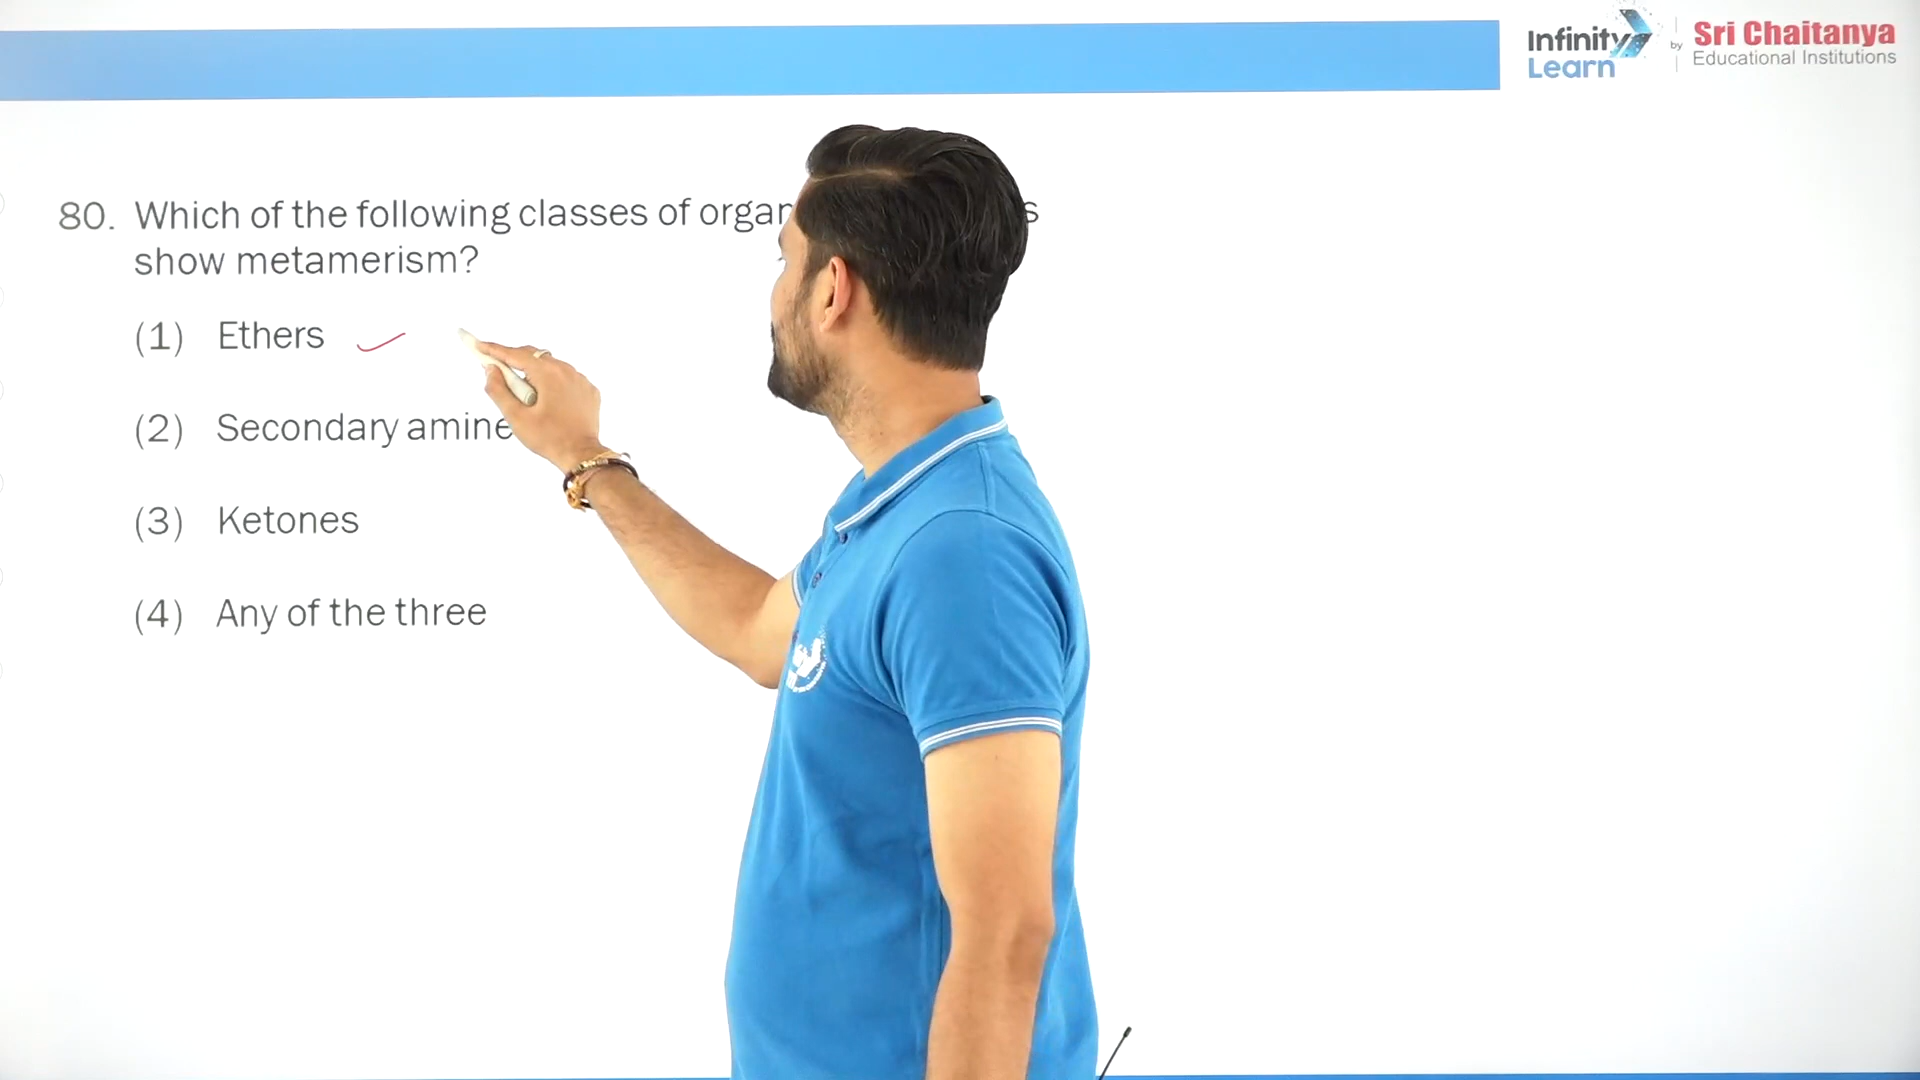 Infinity Learn by Sri Chaitanya Educational Institutions
80. Which of the following classes of organ s
show metamerism?
(1) Ethers
(2) Secondary amine
(3) Ketones
(4) Any of the three